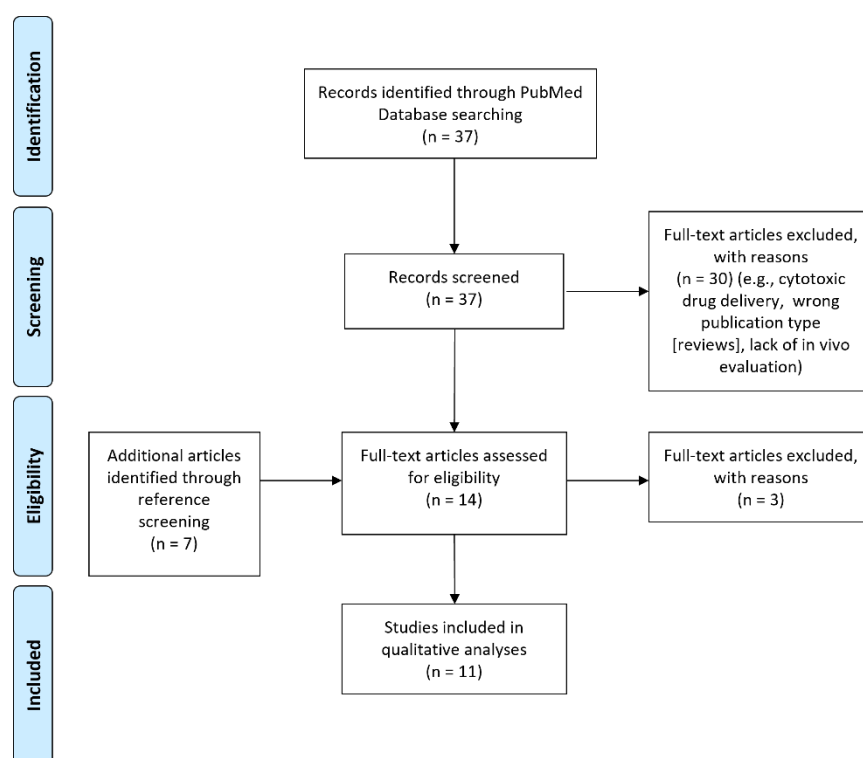 Identification
Records identified through PubMed
Database searching
(n = 37)
Screening
Records screened
(n = 37)
Full-text articles excluded,
with reasons
(n = 30) (e.g., cytotoxic
drug delivery, wrong
publication type
[reviews], lack of in vivo
evaluation)
Eligibility
Additional articles
identified through
reference
screening
(n = 7)
Full-text articles assessed
for eligibility
(n = 14)
Full-text articles excluded,
with reasons
(n = 3)
Included
Studies included in
qualitative analyses
(n = 11)